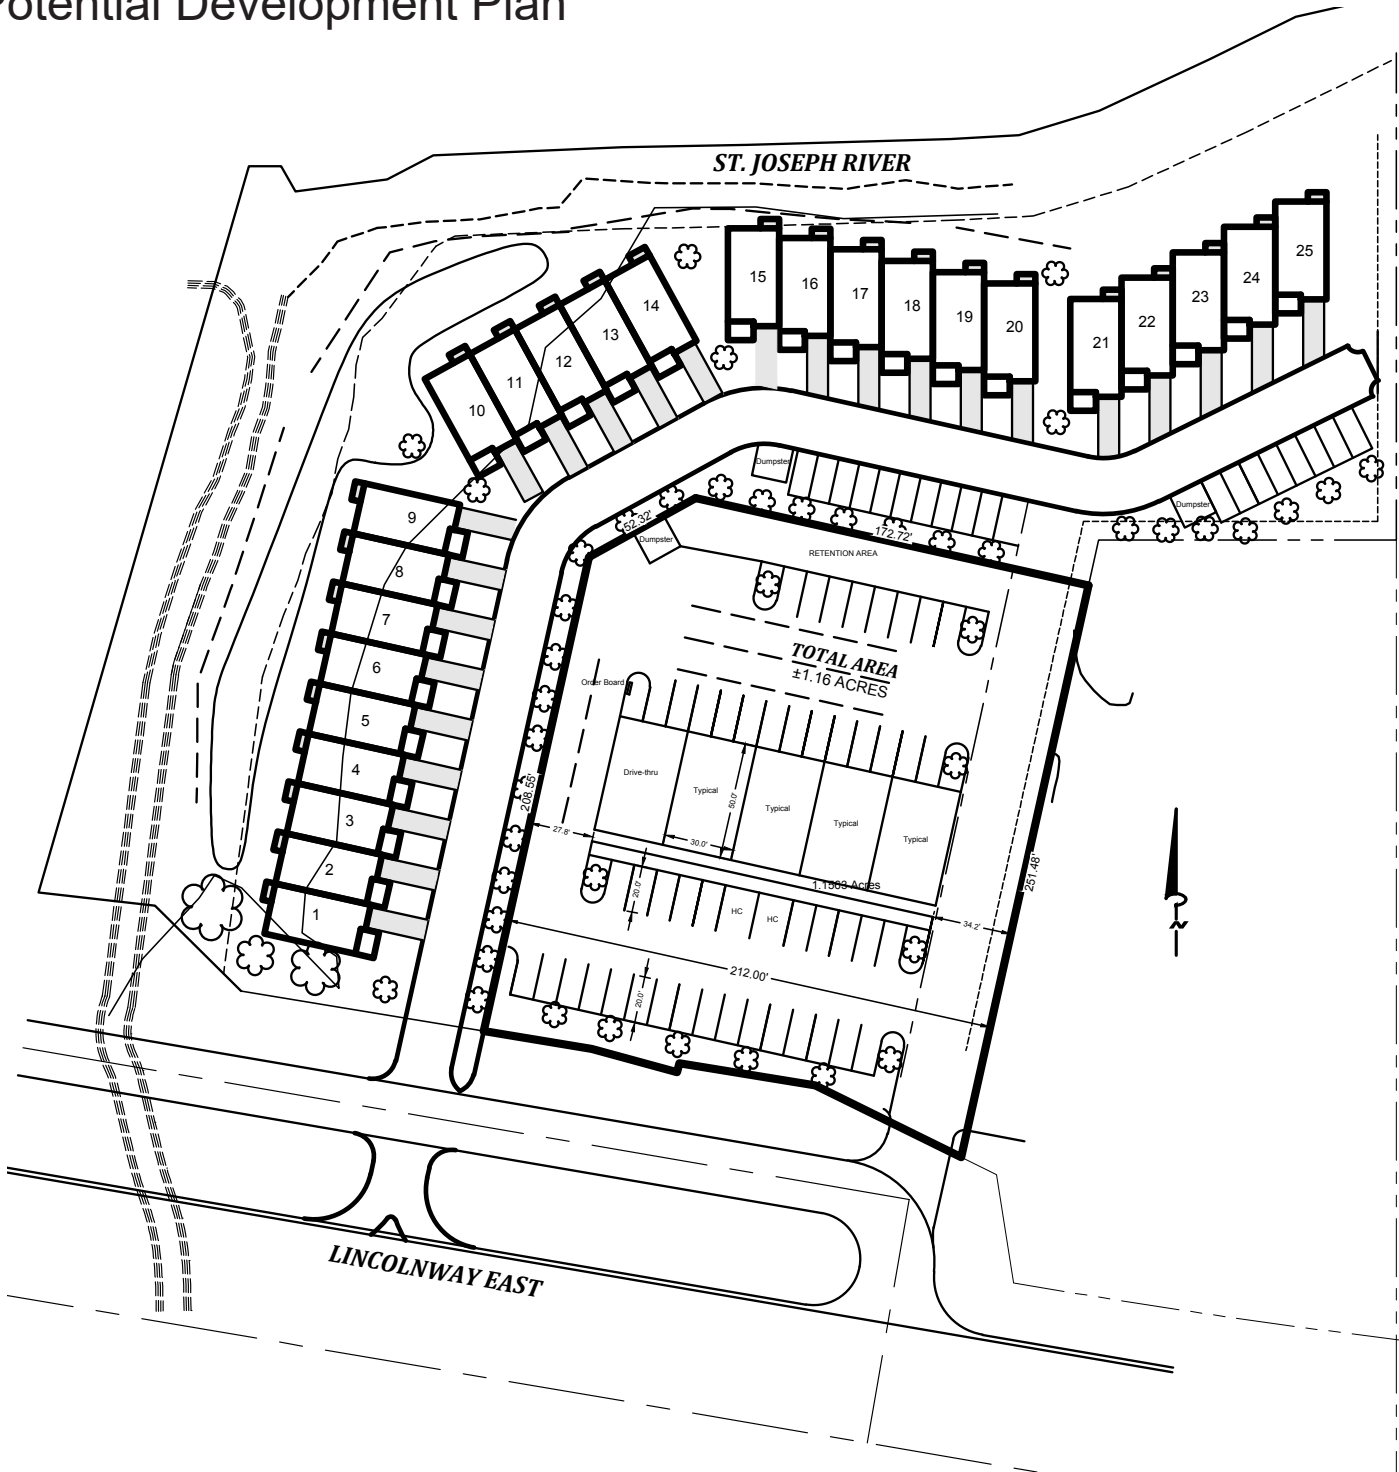 Potential Development Plan
ST. JOSEPH RIVER
25
24
23
22
21
15
16
17
18
19
20
14
13
12
11
10
9
8
7
6
5
4
3
2
1
Dumpster
Dumpster
52.32'
Dumpster
172.72'
RETENTION AREA
TOTAL AREA
±1.16 ACRES
Order Board
Drive-thru
Typical
Typical
Typical
Typical
50.0'
208.55'
27.8'
30.0'
251.48'
1.1563 Acres
20.0'
HC
HC
34.2'
212.00'
20.0'
N
LINCOLNWAY EAST